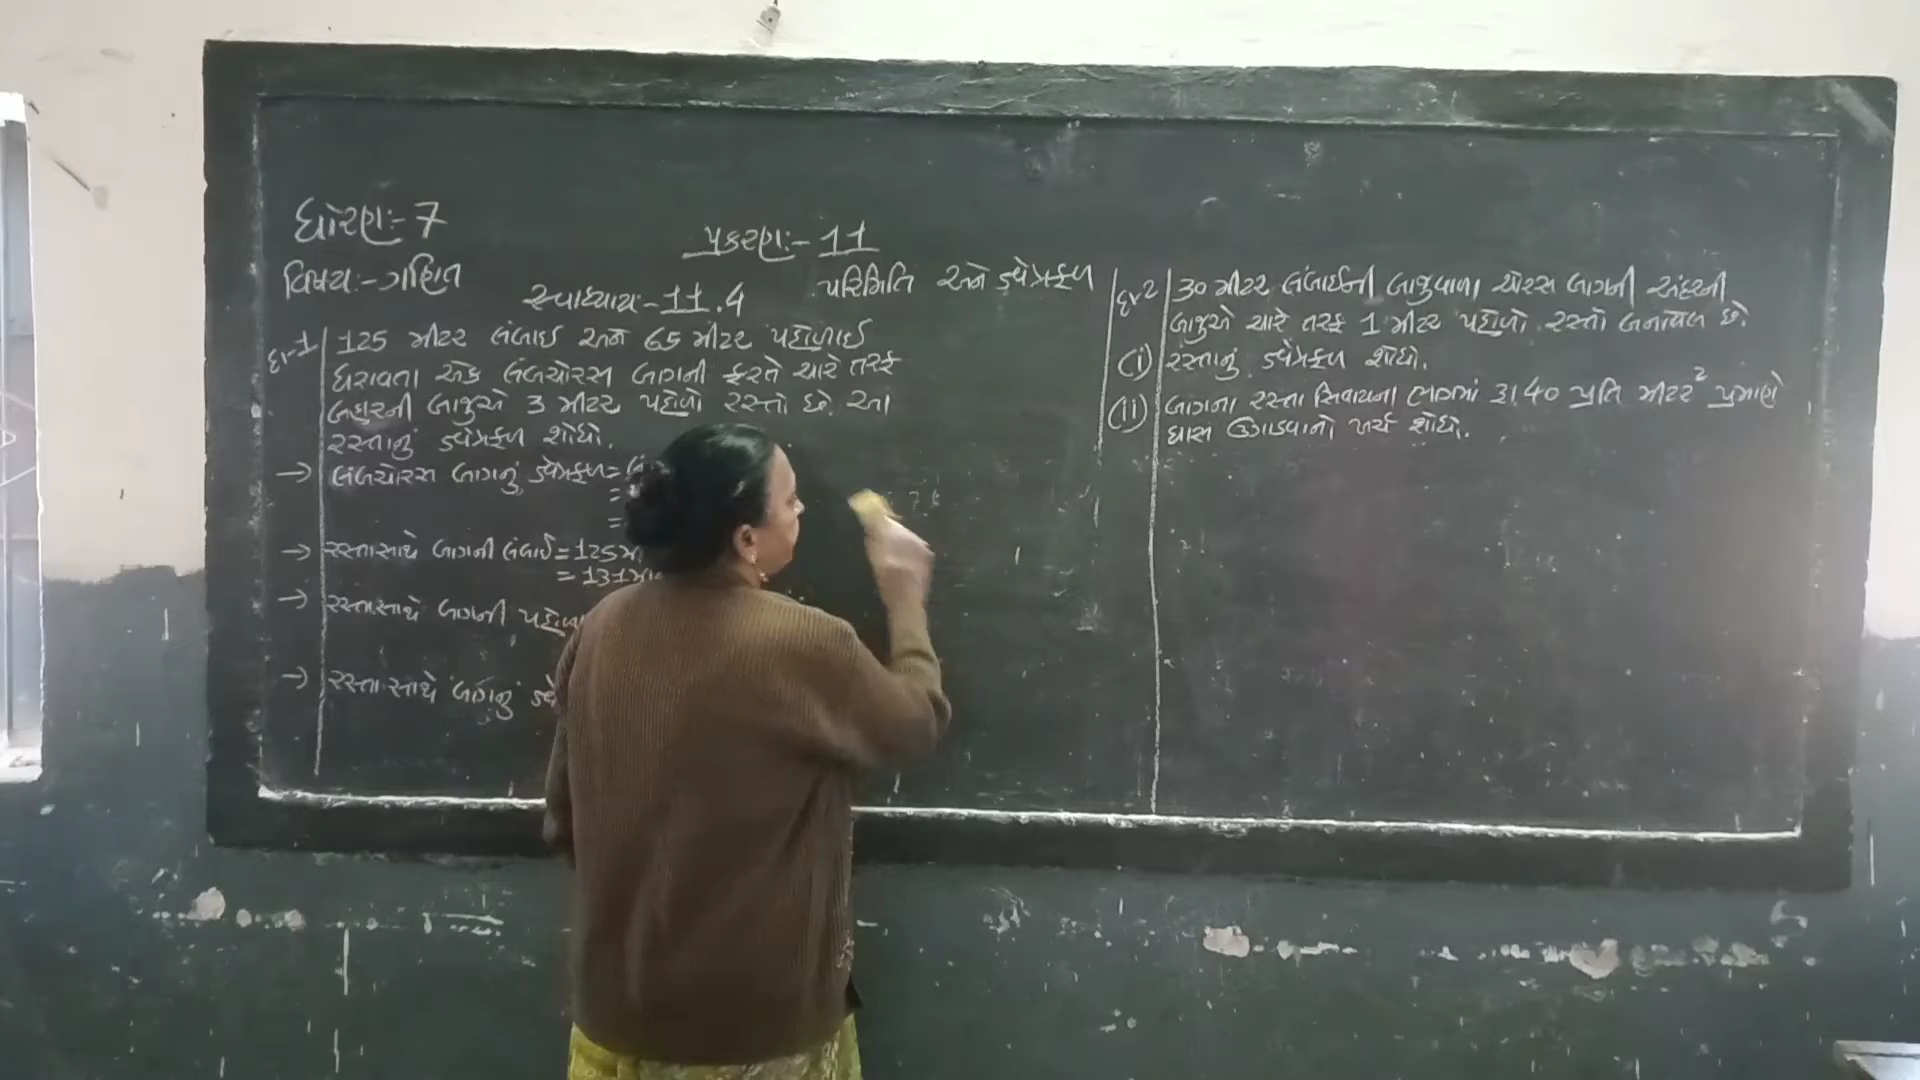 ધોરણ:- 7
વિષય:- ગણિત
પ્રકરણ:- 11
પરિમિતિ અને ક્ષેત્રફળ
સ્વાધ્યાય:- 11.4
દા-1 125 મીટર લંબાઈ અને 65 મીટર પહોળાઈ
ધરાવતા એક લંબચોરસ બાગની ફરતે ચારે તરફ
બહારની બાજુએ 3 મીટર પહોળો રસ્તો છે. આ
રસ્તાનું ક્ષેત્રફળ શોધો.
→ લંબચોરસ બાગનું ક્ષેત્રફળ = લં
=
=
→ રસ્તા સાથે બાગની લંબાઈ = 125મી
= 131મી
→ રસ્તા સાથે બાગની પહોળા
→ રસ્તા સાથે બાગનું ક્ષે
દા-2 30 મીટર લંબાઈની બાજુવાળા ચોરસ બાગની અંદરની
બાજુએ ચારે તરફ 1 મીટર પહોળો રસ્તો બનાવેલ છે.
(i) રસ્તાનું ક્ષેત્રફળ શોધો.
(ii) બાગના રસ્તા સિવાયના ભાગમાં રૂા.40 પ્રતિ મીટર² પ્રમાણે
ઘાસ ઉગાડવાનો ખર્ચ શોધો.